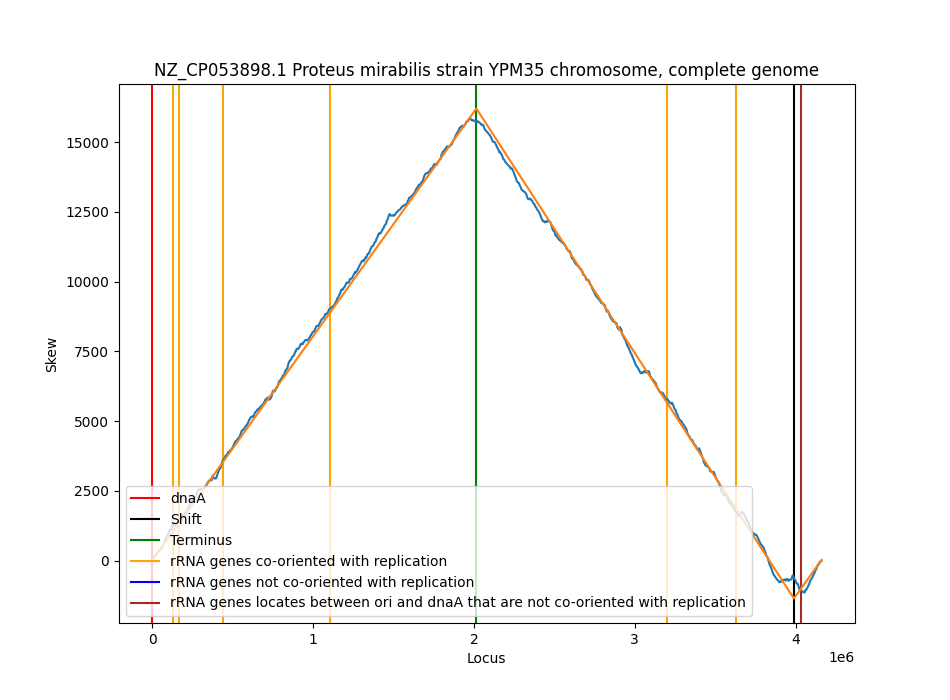 NZ_CP053898.1 Proteus mirabilis strain YPM35 chromosome, complete genome
Skew
15000
12500
10000
7500
5000
2500
0
dnaA
Shift
Terminus
rRNA genes co-oriented with replication
rRNA genes not co-oriented with replication
rRNA genes locates between ori and dnaA that are not co-oriented with replication
0 1 2 3 4
1e6
Locus